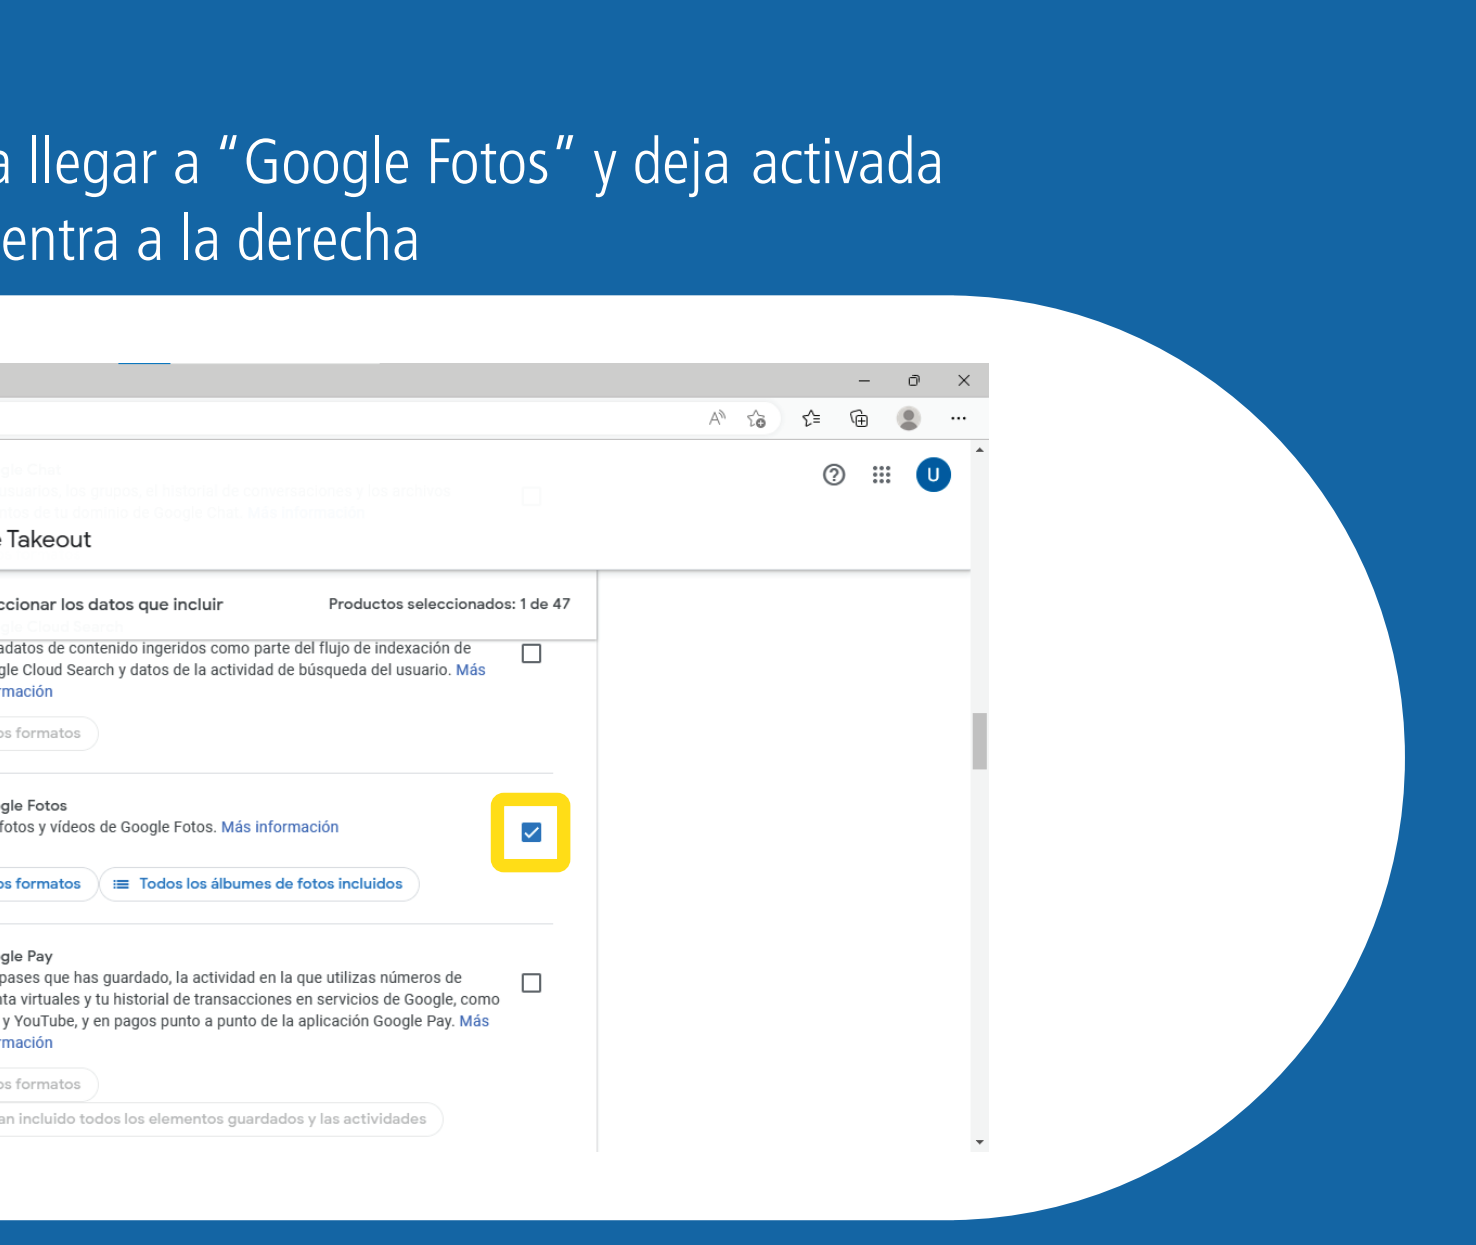 a llegar a “Google Fotos” y deja activada
entra a la derecha
U
Takeout
ccionar los datos que incluir
Productos seleccionados: 1 de 47
gle Cloud Search
adatos de contenido ingeridos como parte del flujo de indexación de
gle Cloud Search y datos de la actividad de búsqueda del usuario. Más
rmación
os formatos
gle Fotos
fotos y vídeos de Google Fotos. Más información
os formatos
Todos los álbumes de fotos incluidos
gle Pay
pases que has guardado, la actividad en la que utilizas números de
nta virtuales y tu historial de transacciones en servicios de Google, como
y YouTube, y en pagos punto a punto de la aplicación Google Pay. Más
rmación
os formatos
an incluido todos los elementos guardados y las actividades